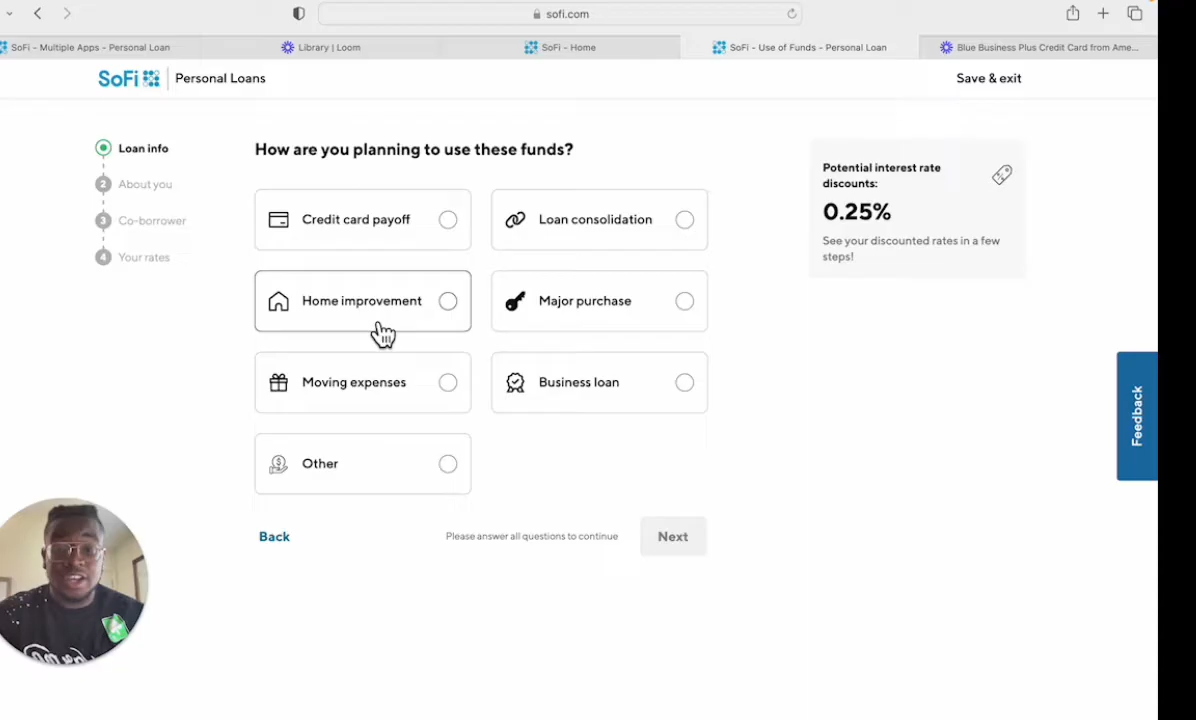 sofi.com
SoFi - Multiple Apps - Personal Loan
Library | Loom
SoFi - Home
SoFi - Use of Funds - Personal Loan
Blue Business Plus Credit Card from Ame...
SoFi
Personal Loans
Save & exit
Loan info
2 About you
3 Co-borrower
4 Your rates
How are you planning to use these funds?
Credit card payoff
Loan consolidation
Home improvement
Major purchase
Moving expenses
Business loan
Other
Back
Please answer all questions to continue
Next
Potential interest rate
discounts:
0.25%
See your discounted rates in a few
steps!
Feedback